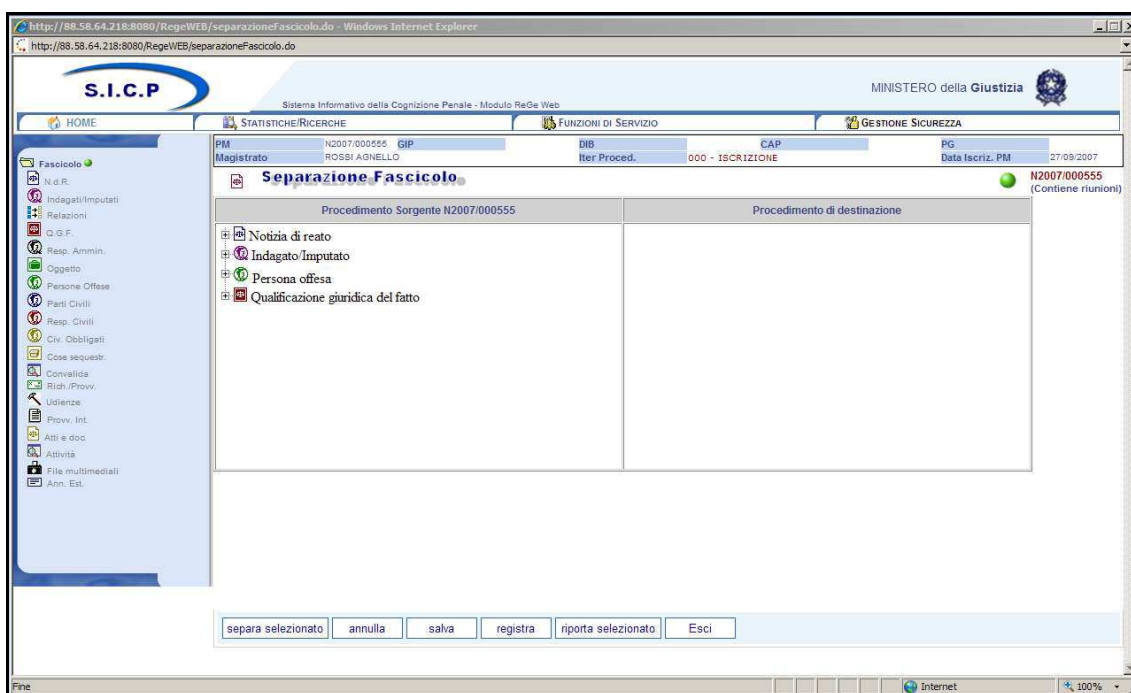 http://88.58.64.218:8080/RegeWEB/separazioneFascicolo.do - Windows Internet Explorer
http://88.58.64.218:8080/RegeWEB/separazioneFascicolo.do
S.I.C.P
Sistema Informativo della Cognizione Penale - Modulo ReGe Web
MINISTERO della Giustizia
HOME STATISTICHE/RICERCHE FUNZIONI DI SERVIZIO GESTIONE SICUREZZA
PM N2007/000555 GIP DIB CAP PG
Magistrato ROSSI AGNELLO Iter Proced. 000 - ISCRIZIONE Data Iscriz. PM 27/09/2007
Fascicolo
N.d.R.
Indagati/Imputati
Relazioni
Q.G.F.
Resp. Ammin.
Oggetto
Persone Offese
Parti Civili
Resp. Civili
Civ. Obbligati
Cose sequestr.
Convalida
Rich./Provv.
Udienze
Provv. Int.
Atti e doc.
Attività
File multimediali
Ann. Est.
Separazione Fascicolo
N2007/000555
(Contiene riunioni)
Procedimento Sorgente N2007/000555 Procedimento di destinazione
Notizia di reato
Indagato/Imputato
Persona offesa
Qualificazione giuridica del fatto
separa selezionato annulla salva registra riporta selezionato Esci
Fine Internet 100%